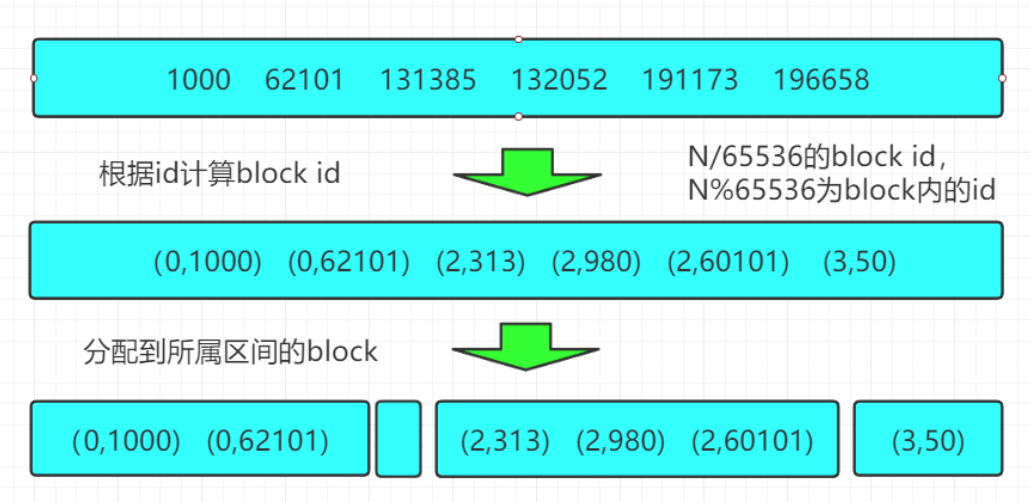 1000 62101 131385 132052 191173 196658
根据id计算block id
N/65536的block id，
N%65536为block内的id
(0,1000) (0,62101) (2,313) (2,980) (2,60101) (3,50)
分配到所属区间的block
(0,1000) (0,62101) (2,313) (2,980) (2,60101) (3,50)